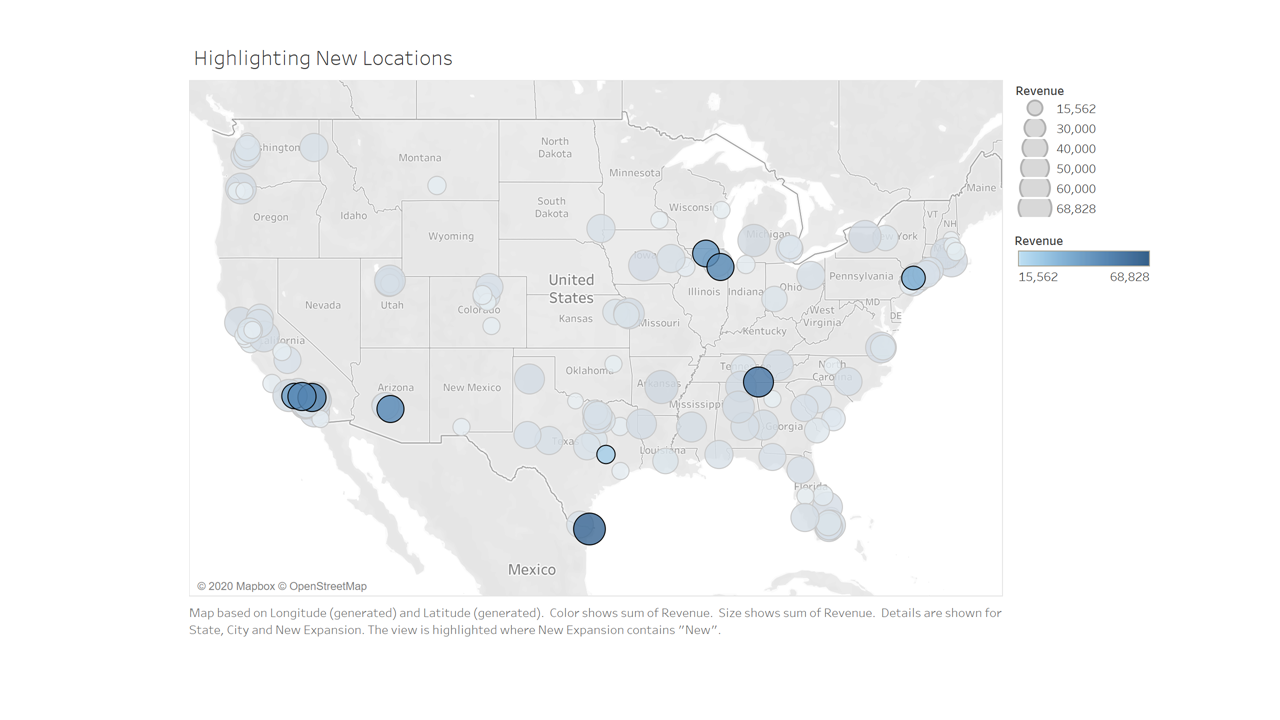 Highlighting New Locations
Revenue
15,562
30,000
40,000
50,000
60,000
68,828
Revenue
15,562 68,828
shington
Montana
North
Dakota
Minnesota
Maine
Oregon
Idaho
South
Dakota
Wisconsi
VT
NH
Wyoming
Michigan
York
United
States
Iowa
Nevada
Utah
Colorado
Kansas
Missouri
Illinois
Indiana
Ohio
Pennsylvania
MD
DE
West
Virginia
Kentucky
alifornia
Arizona
New Mexico
Oklahoma
Arkansas
Te
North
Carolina
Mississippi
Georgia
Texas
Louisiana
Florida
Mexico
© 2020 Mapbox © OpenStreetMap
Map based on Longitude (generated) and Latitude (generated).  Color shows sum of Revenue.  Size shows sum of Revenue.  Details are shown for
State, City and New Expansion. The view is highlighted where New Expansion contains "New".